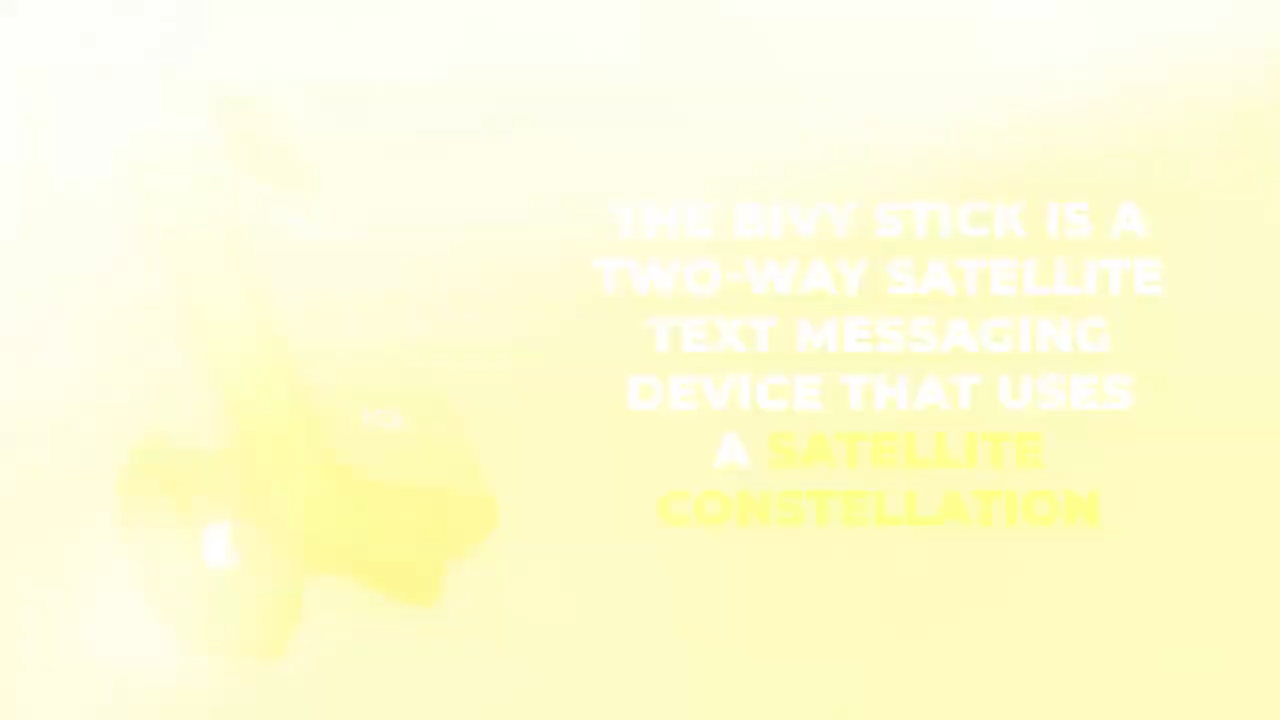 THE BIVY STICK IS A
TWO-WAY SATELLITE
TEXT MESSAGING
DEVICE THAT USES
A SATELLITE
CONSTELLATION